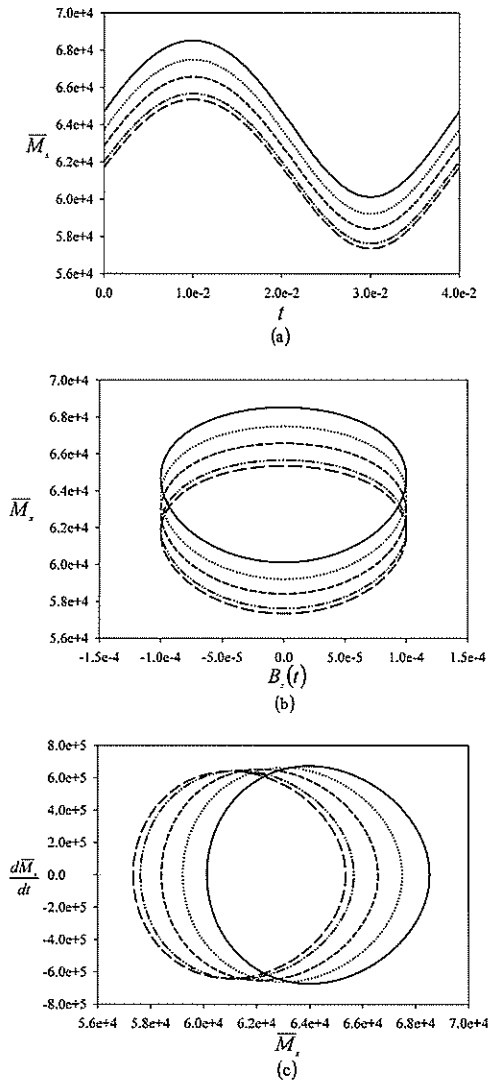 7.0e+4
6.8e+4
6.6e+4
6.4e+4
M̅ₛ
6.2e+4
6.0e+4
5.8e+4
5.6e+4
0.0 1.0e-2 2.0e-2 3.0e-2 4.0e-2
t
(a)
7.0e+4
6.8e+4
6.6e+4
6.4e+4
M̅ₛ
6.2e+4
6.0e+4
5.8e+4
5.6e+4
-1.5e-4 -1.0e-4 -5.0e-5 0.0 5.0e-5 1.0e-4 1.5e-4
Bₛ(t)
(b)
8.0e+5
6.0e+5
4.0e+5
2.0e+5
dM̅ₛ
dt
0.0
-2.0e+5
-4.0e+5
-6.0e+5
-8.0e+5
5.6e+4 5.8e+4 6.0e+4 6.2e+4 6.4e+4 6.6e+4 6.8e+4 7.0e+4
M̅ₛ
(c)